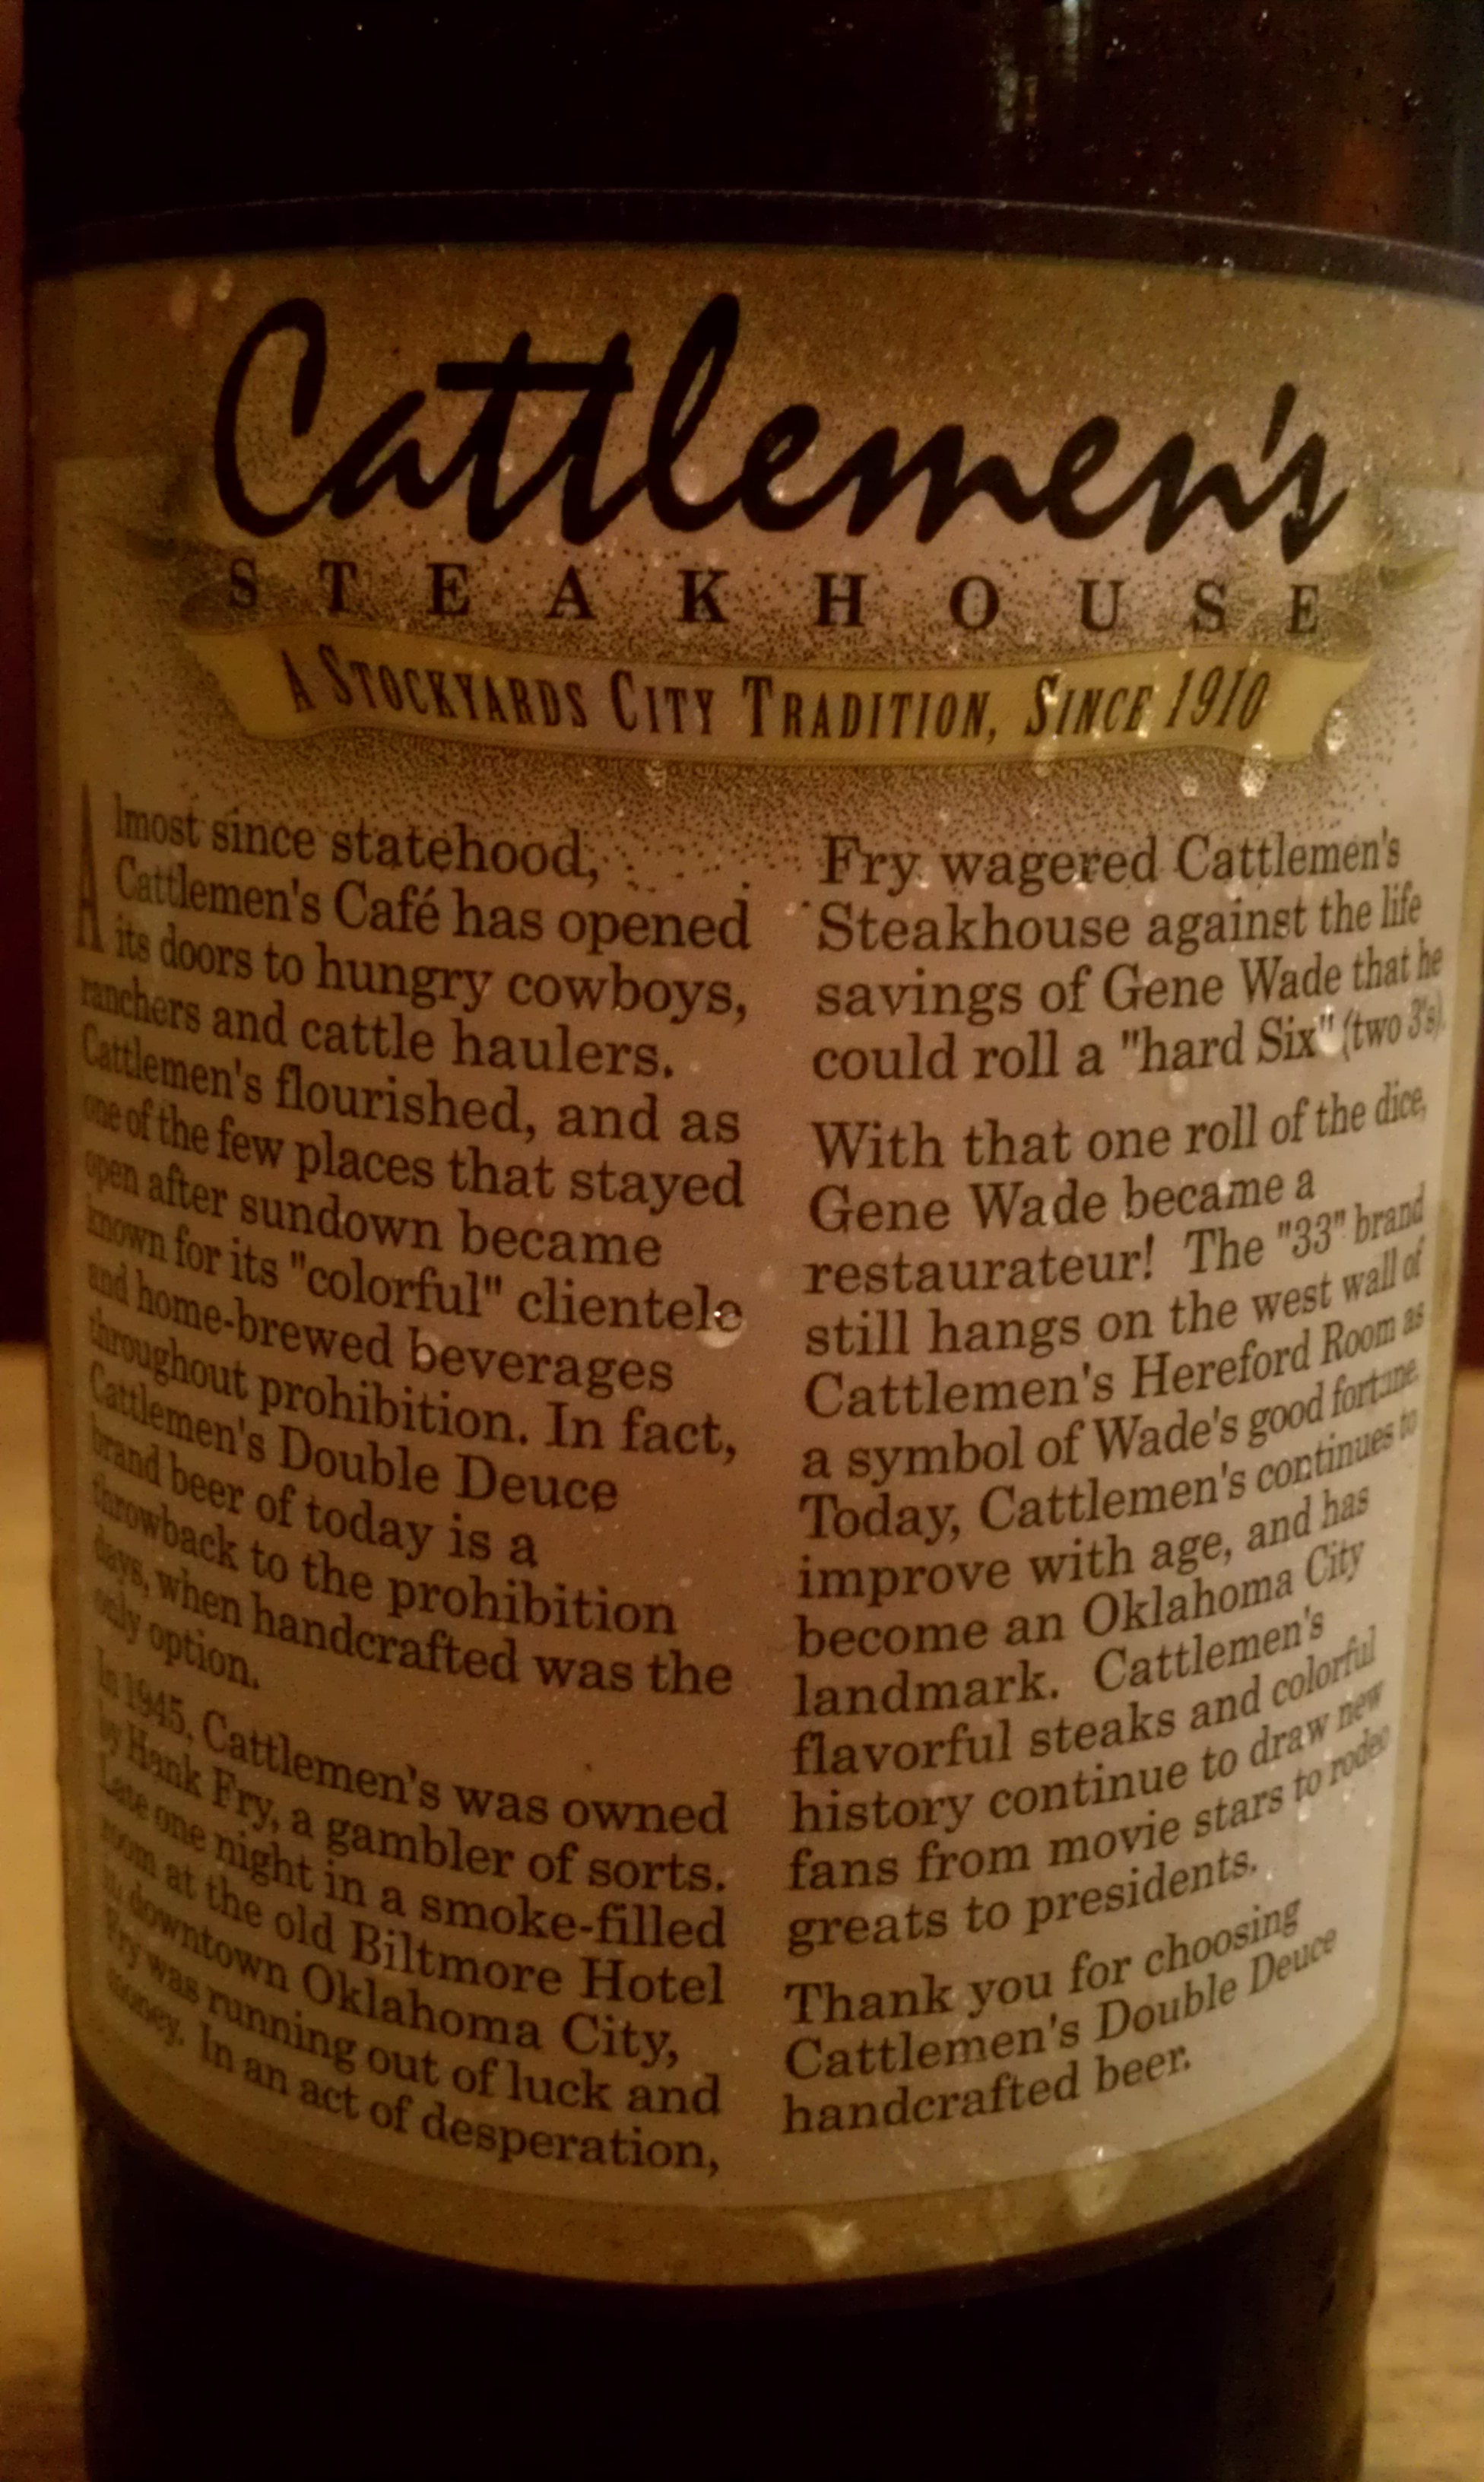 Cattlemen's
STEAKHOUSE
A STOCKYARDS CITY TRADITION, SINCE 1910
Almost since statehood,
Cattlemen's Café has opened
its doors to hungry cowboys,
ranchers and cattle haulers.
Cattlemen's flourished, and as
one of the few places that stayed
open after sundown became
known for its "colorful" clientele
and home-brewed beverages
throughout prohibition. In fact,
Cattlemen's Double Deuce
brand beer of today is a
throwback to the prohibition
days, when handcrafted was the
only option.
In 1945, Cattlemen's was owned
by Hank Fry, a gambler of sorts.
Late one night in a smoke-filled
room at the old Biltmore Hotel
in downtown Oklahoma City,
Fry was running out of luck and
money. In an act of desperation,
Fry wagered Cattlemen's
Steakhouse against the life
savings of Gene Wade that he
could roll a "hard Six" (two 3's).
With that one roll of the dice,
Gene Wade became a
restaurateur! The "33" brand
still hangs on the west wall of
Cattlemen's Hereford Room as
a symbol of Wade's good fortune.
Today, Cattlemen's continues to
improve with age, and has
become an Oklahoma City
landmark. Cattlemen's
flavorful steaks and colorful
history continue to draw new
fans from movie stars to rodeo
greats to presidents.
Thank you for choosing
Cattlemen's Double Deuce
handcrafted beer.